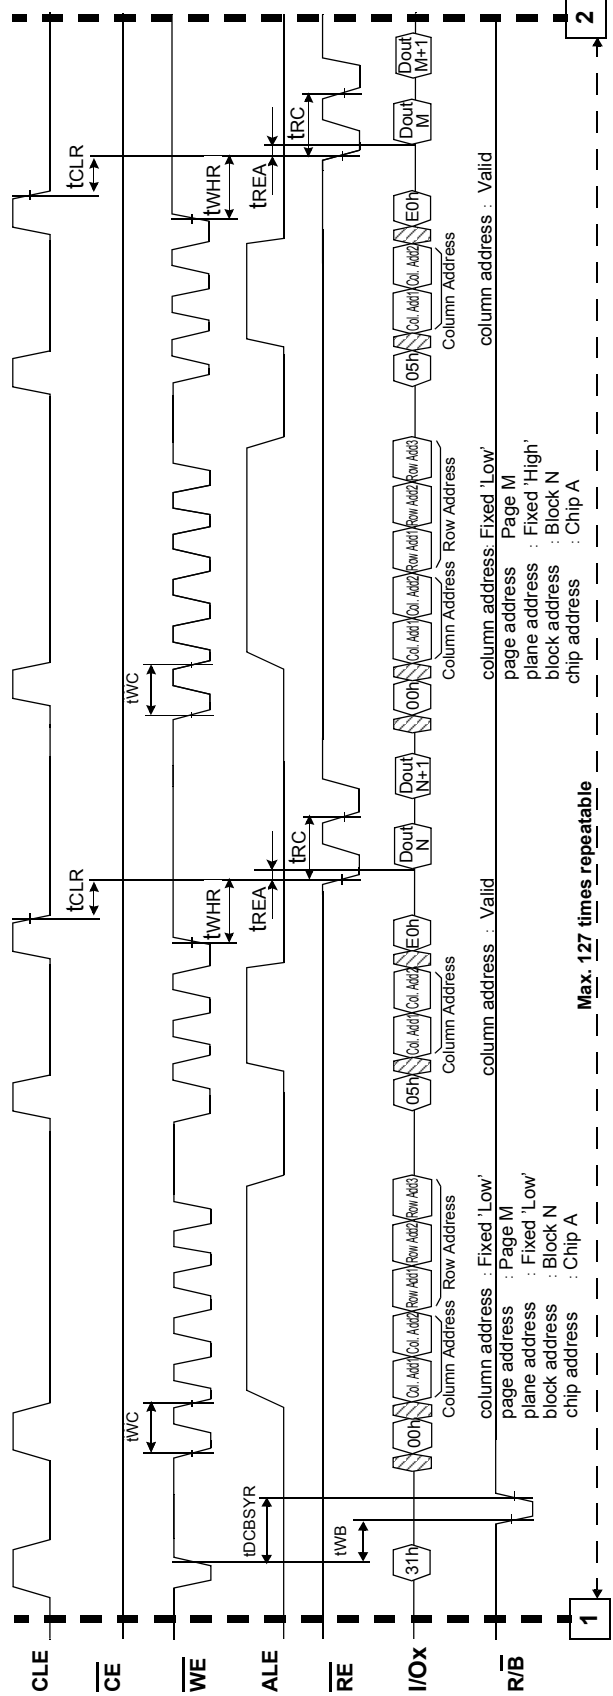 CLE
tCLR
tCLR
CE
WE
tWC
tWHR
tWC
tWHR
ALE
tDCBSYR
tREA
tREA
RE
tWB
tRC
tRC
I/Ox
31h
00h
Col. Add1
Col. Add2
Row Add1
Row Add2
Row Add3
05h
Col. Add1
Col. Add2
E0h
Dout
N
Dout
N+1
00h
Col. Add1
Col. Add2
Row Add1
Row Add2
Row Add3
05h
Col. Add1
Col. Add2
E0h
Dout
M
Dout
M+1
Column Address
Row Address
Column Address
Column Address
Row Address
Column Address
R/B
column address : Fixed 'Low'
page address : Page M
plane address : Fixed 'Low'
block address : Block N
chip address : Chip A
column address : Valid
column address: Fixed 'Low'
page address : Page M
plane address : Fixed 'High'
block address : Block N
chip address : Chip A
column address : Valid
1
Max. 127 times repeatable
2